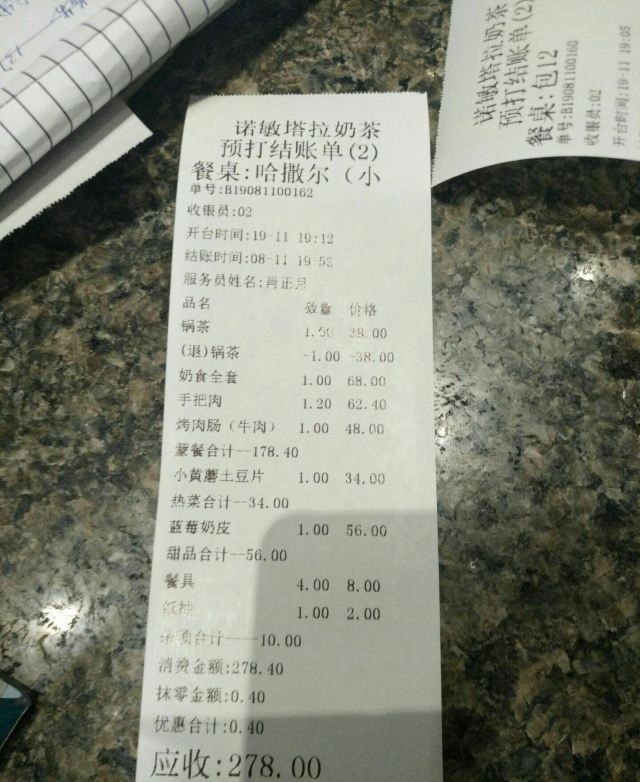 诺敏塔拉奶茶
预打结账单(2)
餐桌:哈撒尔（小
单号:B19081100162
收银员:02
开台时间:19-11 19:12
结账时间:08-11 19:52
服务员姓名:肖正月
品名 数量 价格
锅茶 1.00 38.00
(退)锅茶 -1.00 -38.00
奶食全套 1.00 68.00
手把肉 1.20 62.40
烤肉肠（牛肉） 1.00 48.00
蒙餐合计--178.40
小黄蘑土豆片 1.00 34.00
热菜合计--34.00
蓝莓奶皮 1.00 56.00
甜品合计--56.00
餐具 4.00 8.00
1.00 2.00
合计----10.00
消费金额:278.40
抹零金额:0.40
优惠合计:0.40
应收:278.00
诺敏塔拉奶茶
预打结账单(2)
餐桌:包12
单号:B19081100160
收银员:02
开台时间:19-11 19:05